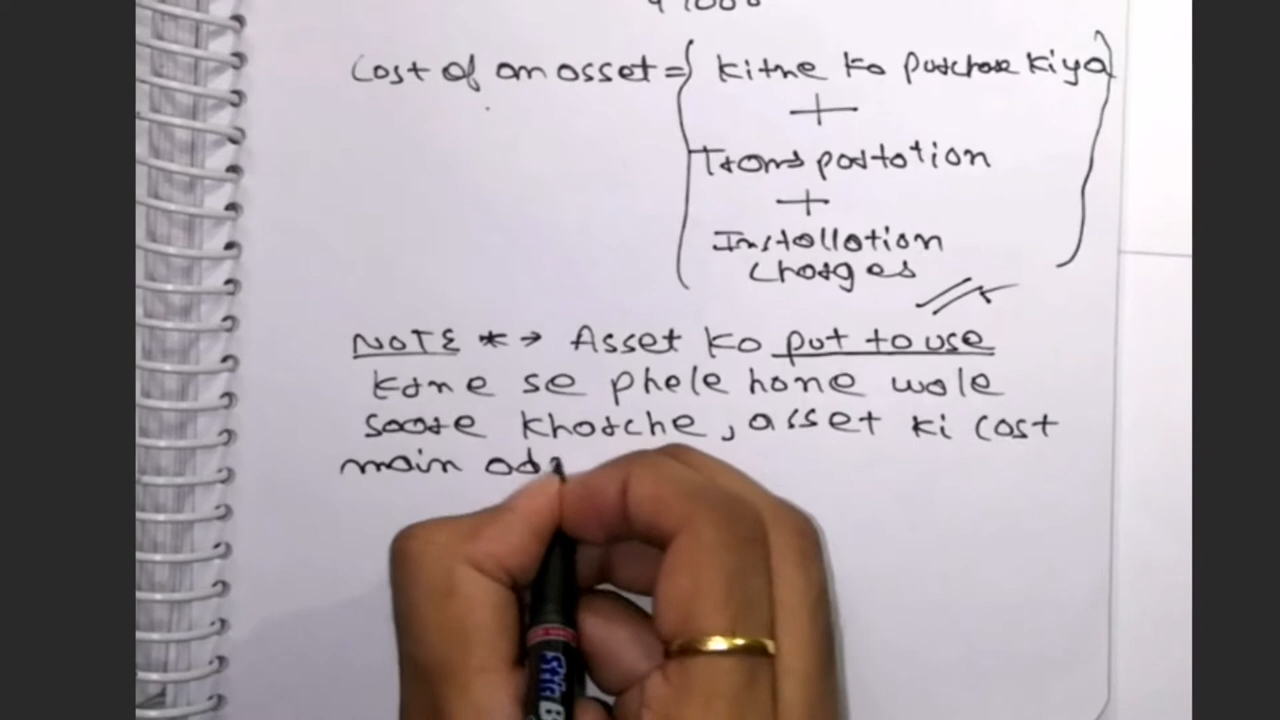 Cost of an asset = kitne ko purchase kiya
+
Transportation
+
Installation
charges
NOTE * → Asset ko put to use
karne se phele hone wale
saare kharche, asset ki cost
main add